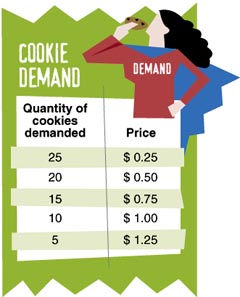 COOKIE
DEMAND
DEMAND
Quantity of
cookies
demanded
Price
25 $ 0.25
20 $ 0.50
15 $ 0.75
10 $ 1.00
5 $ 1.25